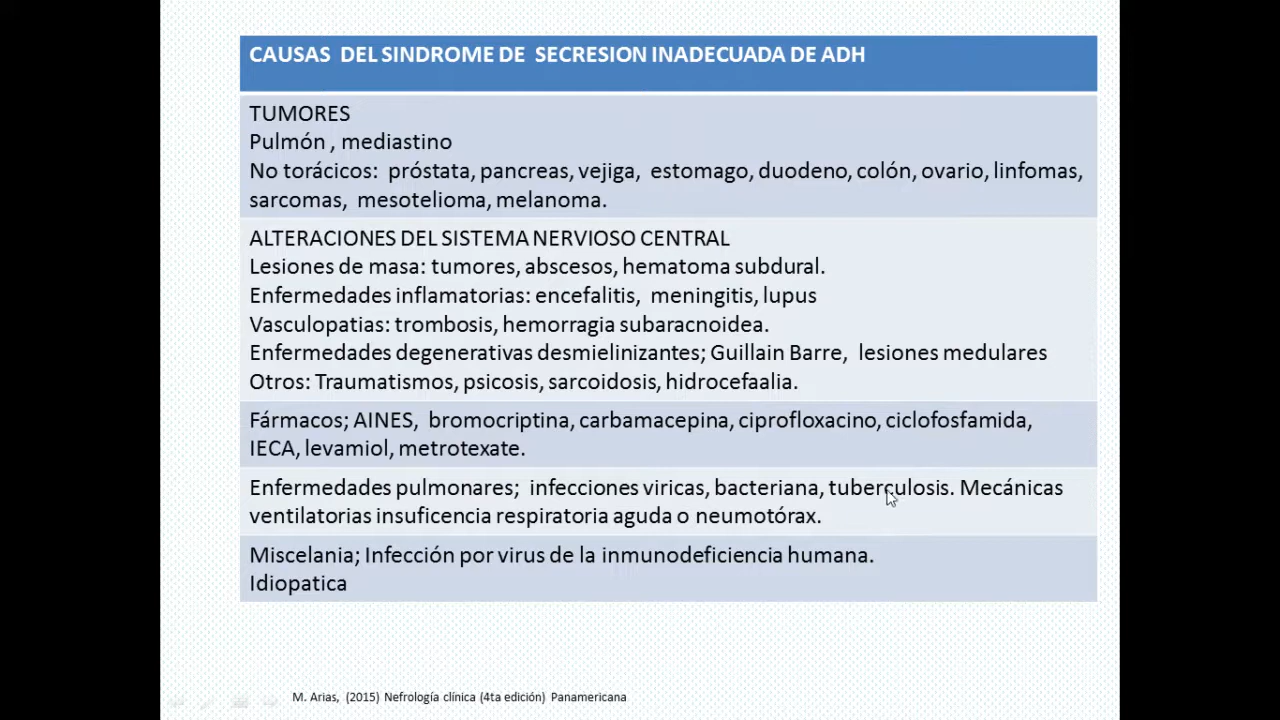 CAUSAS DEL SINDROME DE SECRESION INADECUADA DE ADH
TUMORES
Pulmón , mediastino
No torácicos: próstata, pancreas, vejiga, estomago, duodeno, colón, ovario, linfomas,
sarcomas, mesotelioma, melanoma.
ALTERACIONES DEL SISTEMA NERVIOSO CENTRAL
Lesiones de masa: tumores, abscesos, hematoma subdural.
Enfermedades inflamatorias: encefalitis, meningitis, lupus
Vasculopatias: trombosis, hemorragia subaracnoidea.
Enfermedades degenerativas desmielinizantes; Guillain Barre, lesiones medulares
Otros: Traumatismos, psicosis, sarcoidosis, hidrocefaalia.
Fármacos; AINES, bromocriptina, carbamacepina, ciprofloxacino, ciclofosfamida,
IECA, levamiol, metrotexate.
Enfermedades pulmonares; infecciones viricas, bacteriana, tuberculosis. Mecánicas
ventilatorias insuficencia respiratoria aguda o neumotórax.
Miscelania; Infección por virus de la inmunodeficiencia humana.
Idiopatica
M. Arias, (2015) Nefrología clínica (4ta edición) Panamericana